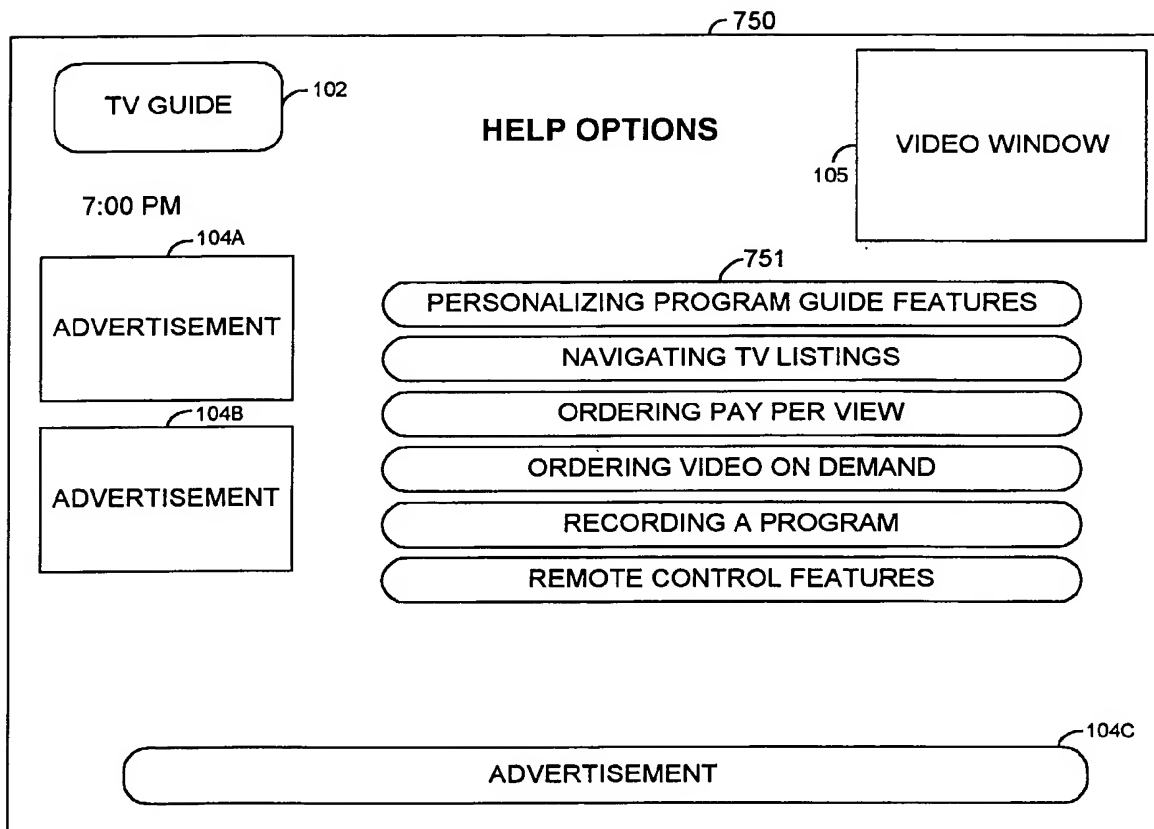 750
TV GUIDE
102
HELP OPTIONS
VIDEO WINDOW
105
7:00 PM
104A
ADVERTISEMENT
751
PERSONALIZING PROGRAM GUIDE FEATURES
NAVIGATING TV LISTINGS
104B
ORDERING PAY PER VIEW
ADVERTISEMENT
ORDERING VIDEO ON DEMAND
RECORDING A PROGRAM
REMOTE CONTROL FEATURES
104C
ADVERTISEMENT